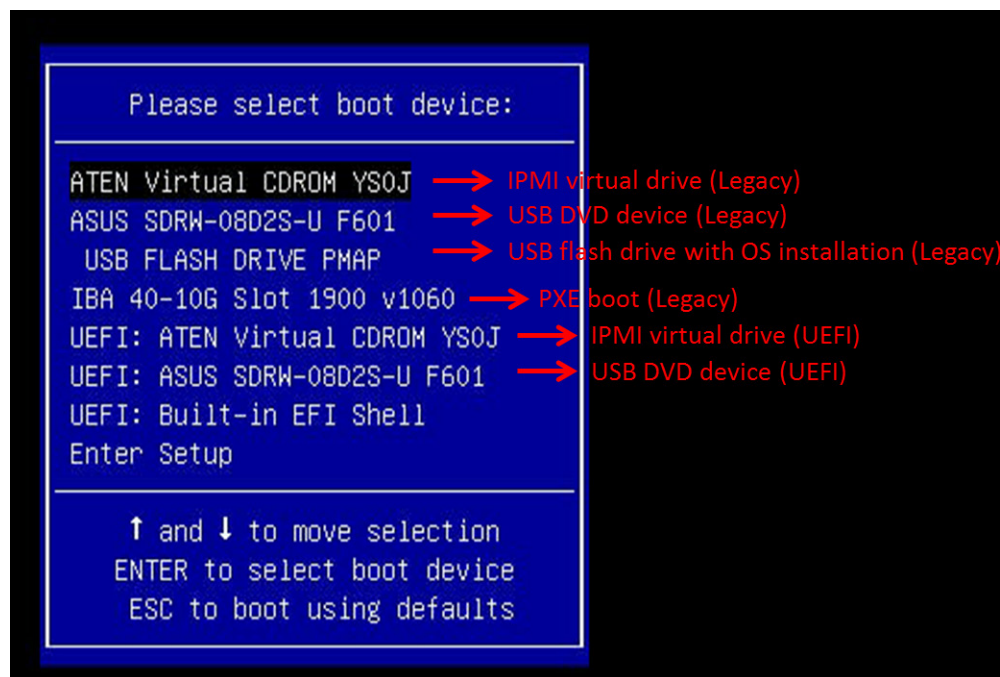 Please select boot device:
ATEN Virtual CDROM YS0J IPMI virtual drive (Legacy)
ASUS SDRW-08D2S-U F601 USB DVD device (Legacy)
USB FLASH DRIVE PMAP USB flash drive with OS installation (Legacy)
IBA 40-10G Slot 1900 v1060 PXE boot (Legacy)
UEFI: ATEN Virtual CDROM YS0J IPMI virtual drive (UEFI)
UEFI: ASUS SDRW-08D2S-U F601 USB DVD device (UEFI)
UEFI: Built-in EFI Shell
Enter Setup
↑ and ↓ to move selection
ENTER to select boot device
ESC to boot using defaults